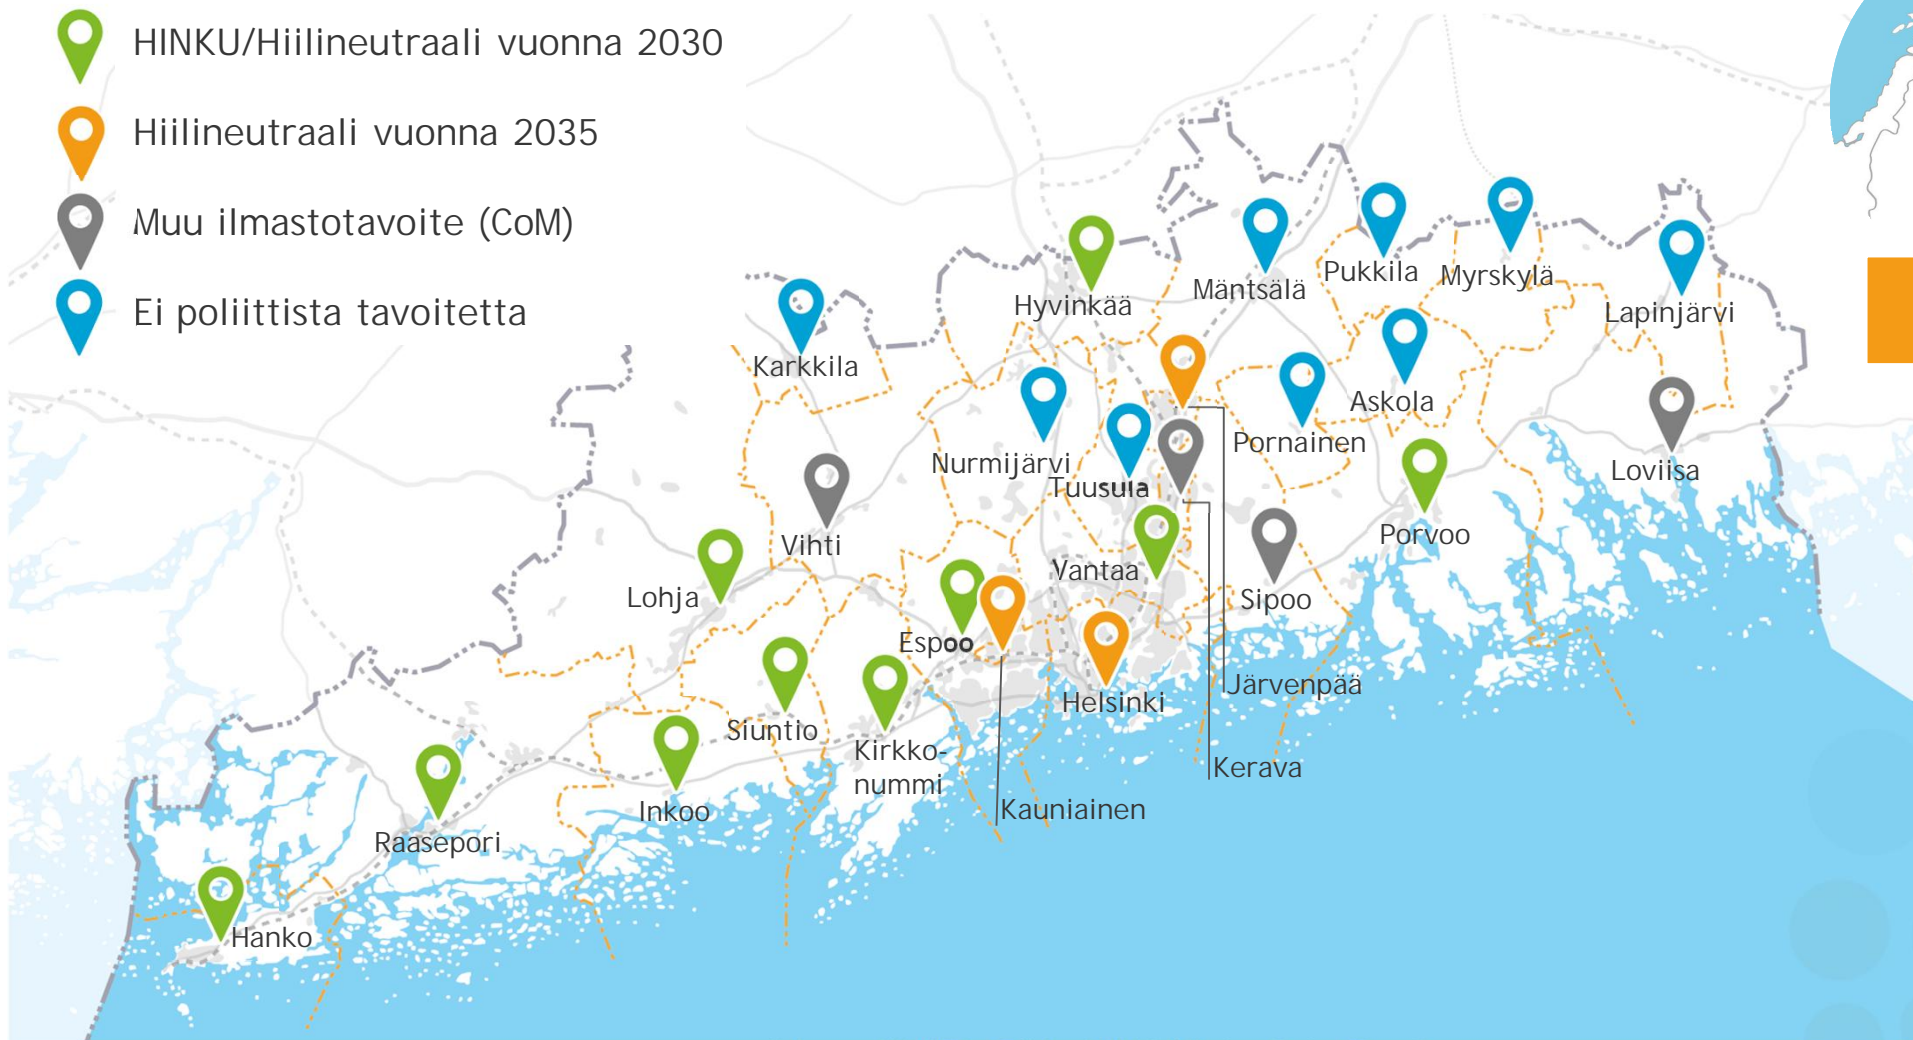 HINKU/Hiilineutraali vuonna 2030
Hiilineutraali vuonna 2035
Muu ilmastotavoite (CoM)
Ei poliittista tavoitetta
Hyvinkää
Mäntsälä
Pukkila
Myrskylä
Lapinjärvi
Karkkila
Askola
Pornainen
Nurmijärvi
Tuusula
Loviisa
Vihti
Porvoo
Vantaa
Lohja
Sipoo
Espoo
Järvenpää
Helsinki
Siuntio
Kirkko-
nummi
Kerava
Inkoo
Kauniainen
Raasepori
Hanko